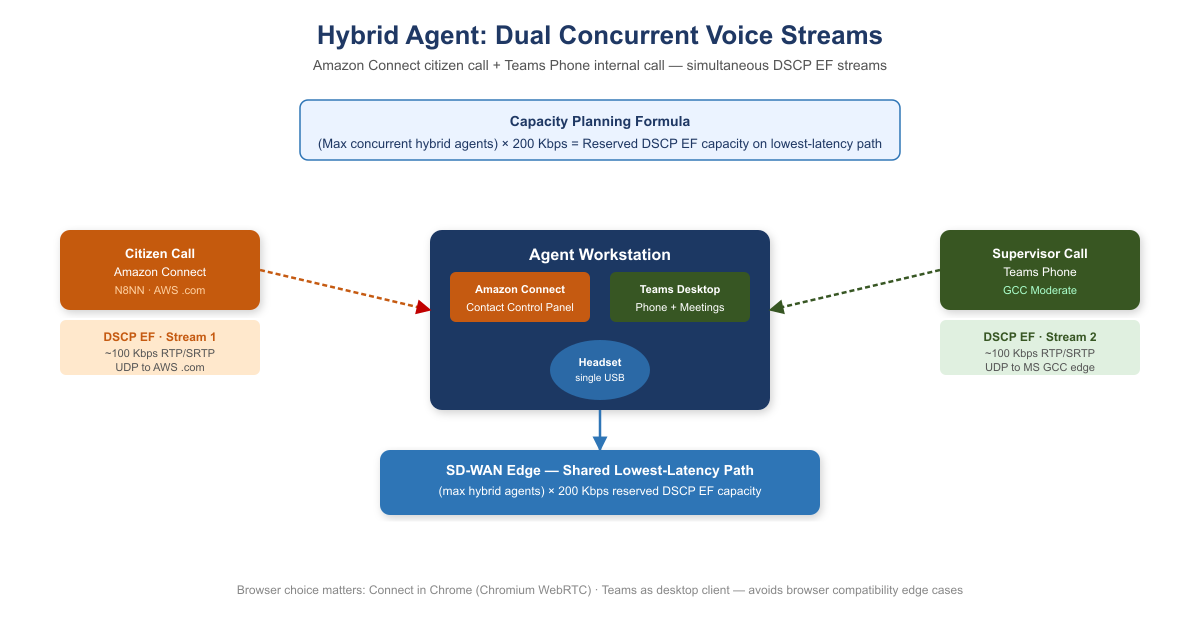 Hybrid Agent: Dual Concurrent Voice Streams
Amazon Connect citizen call + Teams Phone internal call — simultaneous DSCP EF streams
Capacity Planning Formula
(Max concurrent hybrid agents) × 200 Kbps = Reserved DSCP EF capacity on lowest-latency path
Citizen Call
Amazon Connect
N8NN · AWS .com
DSCP EF · Stream 1
~100 Kbps RTP/SRTP
UDP to AWS .com
Agent Workstation
Amazon Connect
Contact Control Panel
Teams Desktop
Phone + Meetings
Headset
single USB
Supervisor Call
Teams Phone
GCC Moderate
DSCP EF · Stream 2
~100 Kbps RTP/SRTP
UDP to MS GCC edge
SD-WAN Edge — Shared Lowest-Latency Path
(max hybrid agents) × 200 Kbps reserved DSCP EF capacity
Browser choice matters: Connect in Chrome (Chromium WebRTC) · Teams as desktop client — avoids browser compatibility edge cases